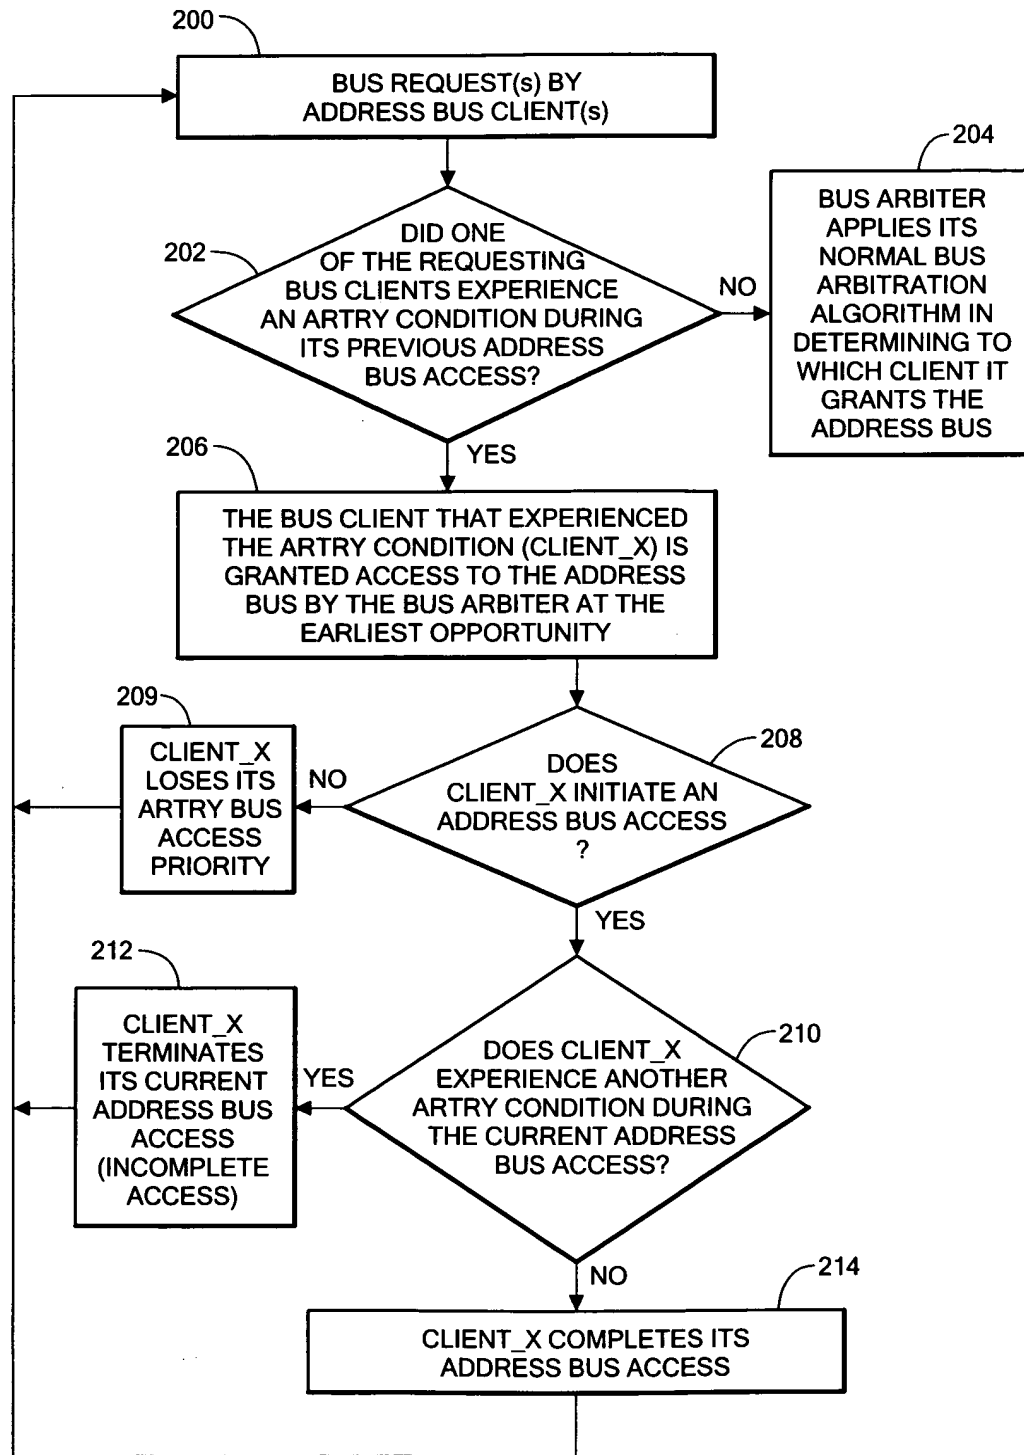 200
BUS REQUEST(s) BY
ADDRESS BUS CLIENT(s)
202
DID ONE
OF THE REQUESTING
BUS CLIENTS EXPERIENCE
AN ARTRY CONDITION DURING
ITS PREVIOUS ADDRESS
BUS ACCESS?
NO
204
BUS ARBITER
APPLIES ITS
NORMAL BUS
ARBITRATION
ALGORITHM IN
DETERMINING TO
WHICH CLIENT IT
GRANTS THE
ADDRESS BUS
YES
206
THE BUS CLIENT THAT EXPERIENCED
THE ARTRY CONDITION (CLIENT_X) IS
GRANTED ACCESS TO THE ADDRESS
BUS BY THE BUS ARBITER AT THE
EARLIEST OPPORTUNITY
208
DOES
CLIENT_X INITIATE AN
ADDRESS BUS ACCESS
?
NO
209
CLIENT_X
LOSES ITS
ARTRY BUS
ACCESS
PRIORITY
YES
210
DOES CLIENT_X
EXPERIENCE ANOTHER
ARTRY CONDITION DURING
THE CURRENT ADDRESS
BUS ACCESS?
YES
212
CLIENT_X
TERMINATES
ITS CURRENT
ADDRESS BUS
ACCESS
(INCOMPLETE
ACCESS)
NO
214
CLIENT_X COMPLETES ITS
ADDRESS BUS ACCESS